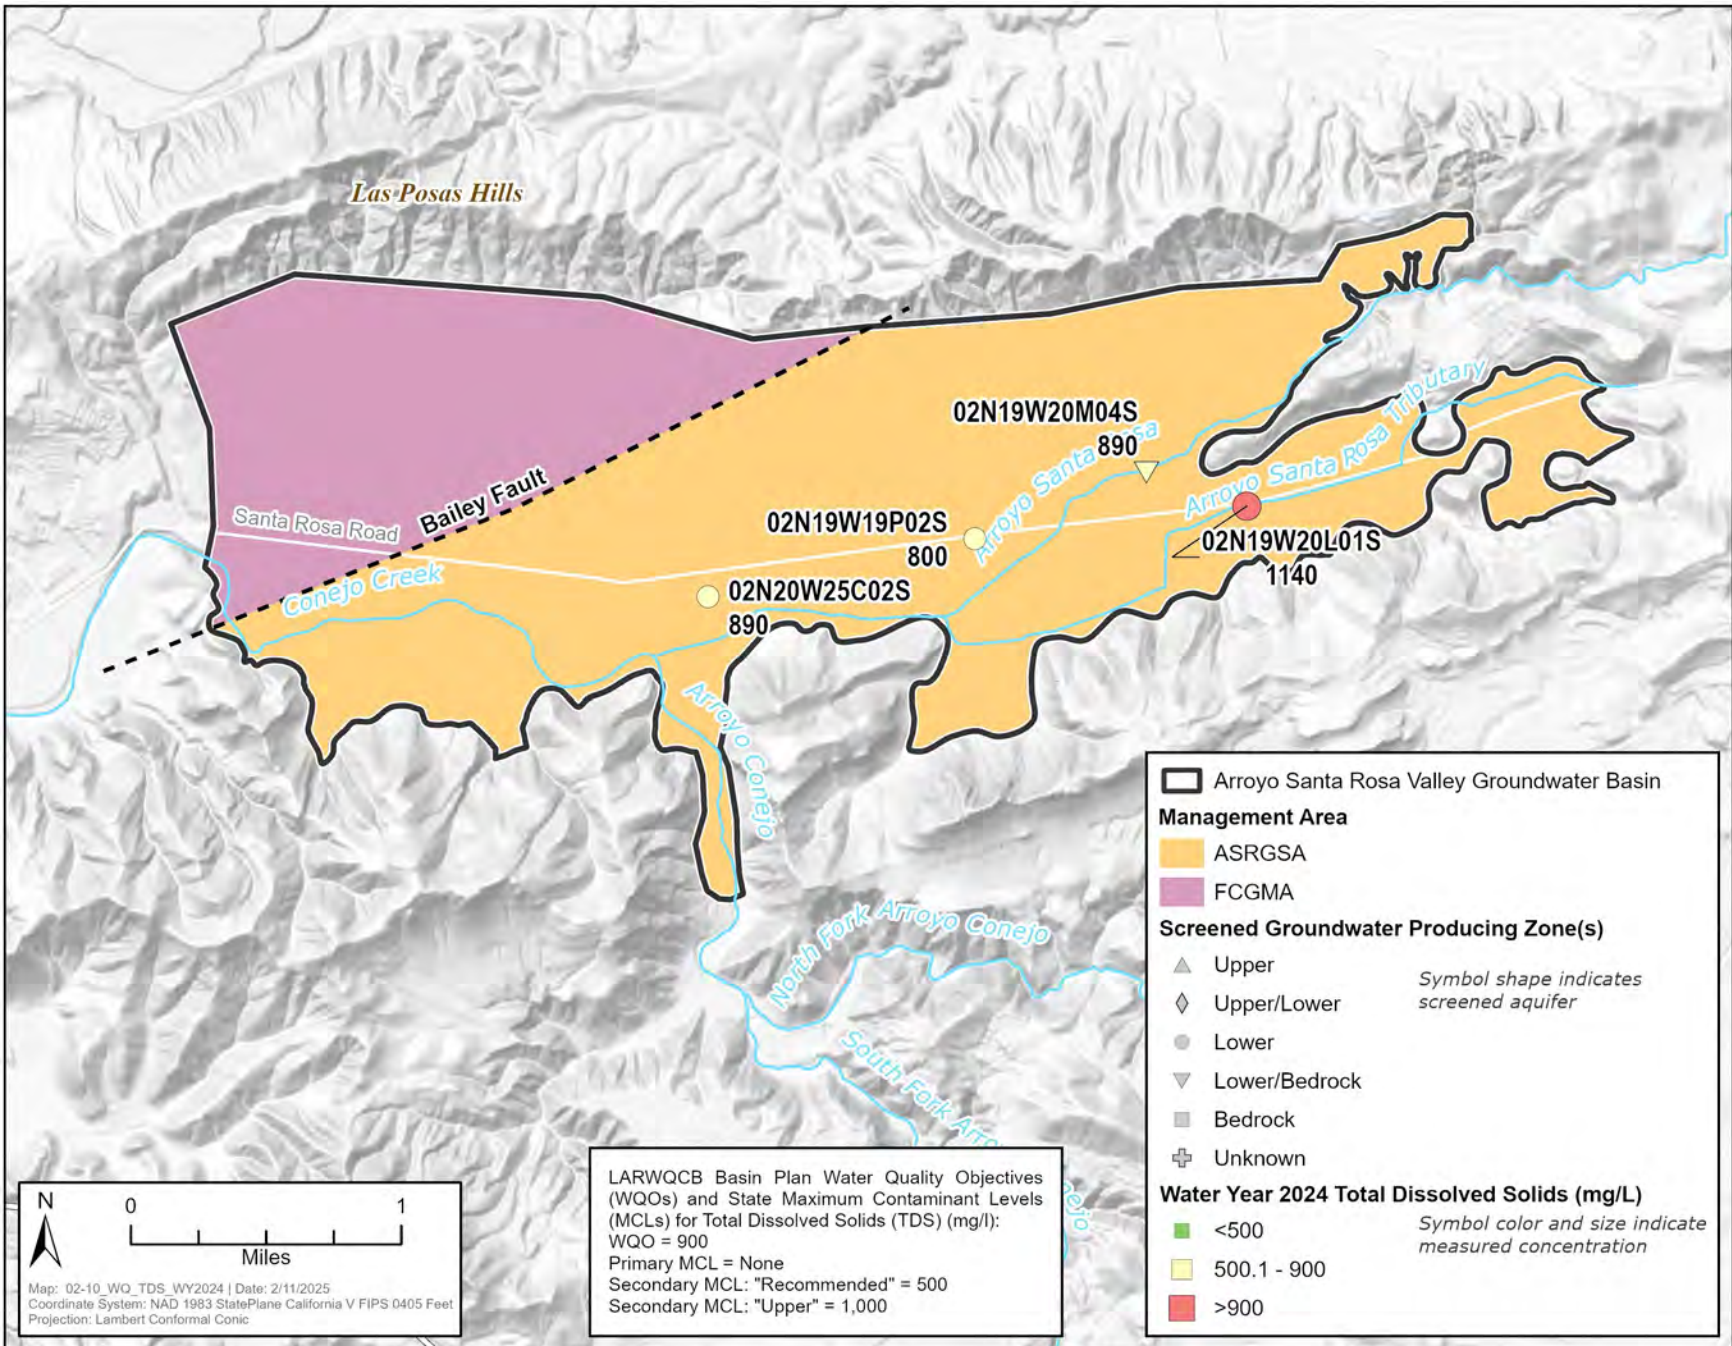 Las Posas Hills
02N19W20M04S
890
Arroyo Santa Rosa
Arroyo Santa Rosa Tributary
02N19W19P02S
800
02N19W20L01S
1140
Bailey Fault
Santa Rosa Road
Conejo Creek
02N20W25C02S
890
Arroyo Conejo
North Fork Arroyo Conejo
South Fork Arroyo Conejo
Arroyo Santa Rosa Valley Groundwater Basin
Management Area
ASRGSA
FCGMA
Screened Groundwater Producing Zone(s)
Upper
Upper/Lower
Lower
Lower/Bedrock
Bedrock
Unknown
Symbol shape indicates
screened aquifer
Water Year 2024 Total Dissolved Solids (mg/L)
<500
500.1 - 900
>900
Symbol color and size indicate
measured concentration
LARWQCB Basin Plan Water Quality Objectives
(WQOs) and State Maximum Contaminant Levels
(MCLs) for Total Dissolved Solids (TDS) (mg/l):
WQO = 900
Primary MCL = None
Secondary MCL: "Recommended" = 500
Secondary MCL: "Upper" = 1,000
N
0 1
Miles
Map: 02-10_WQ_TDS_WY2024 | Date: 2/11/2025
Coordinate System: NAD 1983 StatePlane California V FIPS 0405 Feet
Projection: Lambert Conformal Conic